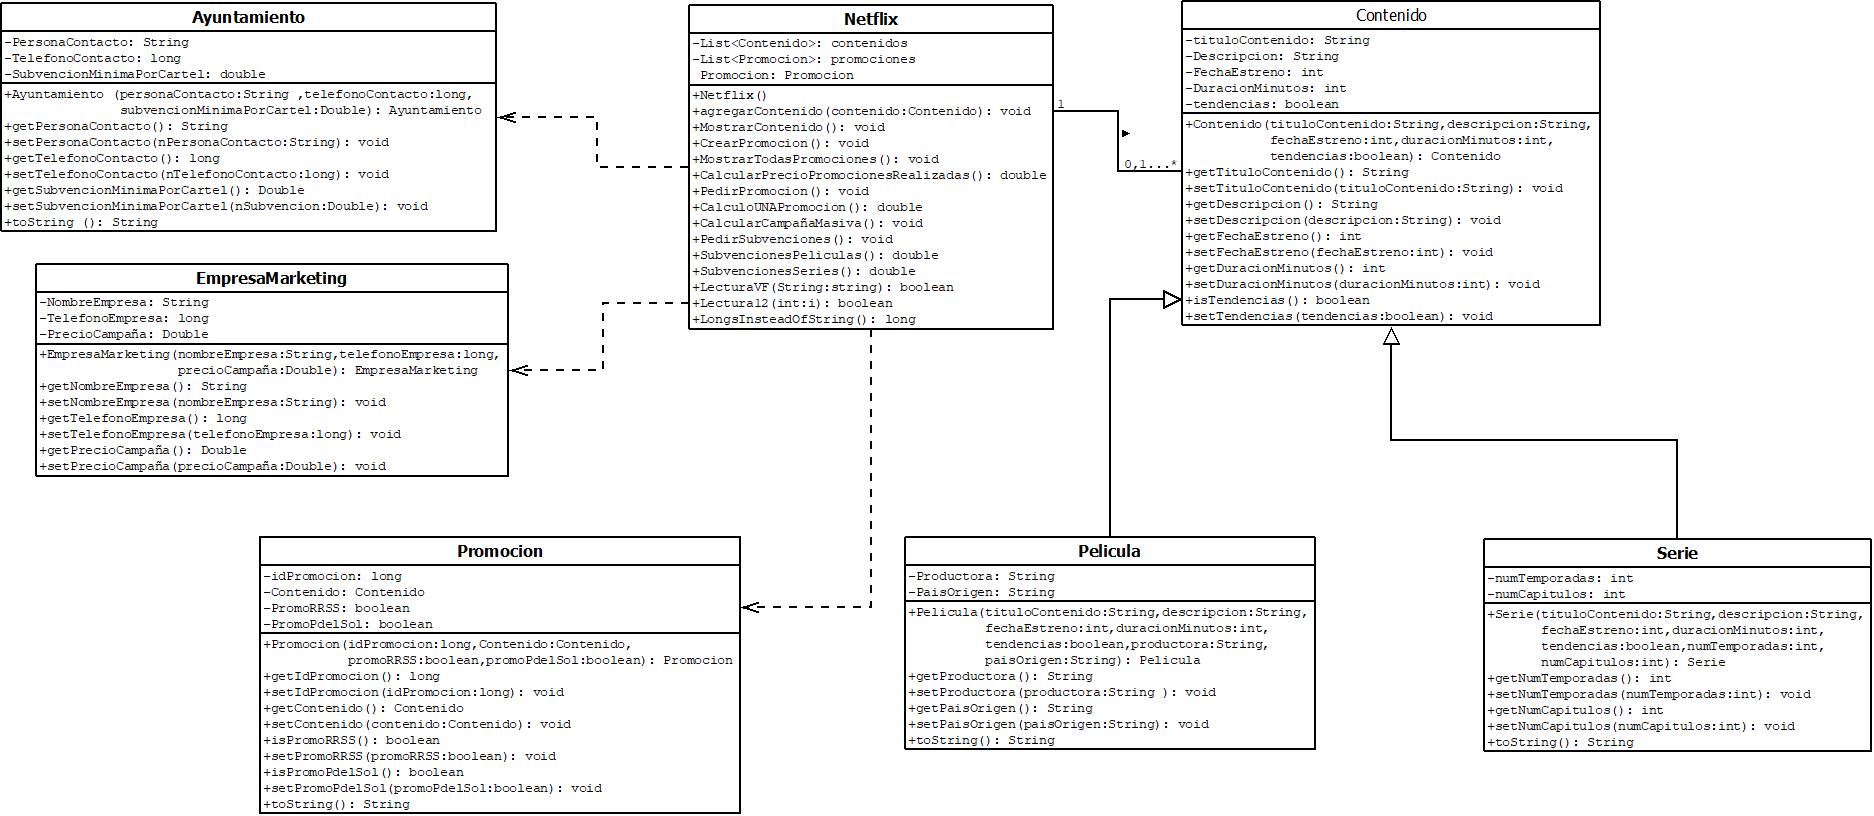 Ayuntamiento
-PersonaContacto: String
-TelefonoContacto: long
-SubvencionMinimaPorCartel: double
+Ayuntamiento (personaContacto:String ,telefonoContacto:long,
subvencionMinimaPorCartel:Double): Ayuntamiento
+getPersonaContacto(): String
+setPersonaContacto(nPersonaContacto:String): void
+getTelefonoContacto(): long
+setTelefonoContacto(nTelefonoContacto:long): void
+getSubvencionMinimaPorCartel(): Double
+setSubvencionMinimaPorCartel(nSubvencion:Double): void
+toString (): String
EmpresaMarketing
-NombreEmpresa: String
-TelefonoEmpresa: long
-PrecioCampaña: Double
+EmpresaMarketing(nombreEmpresa:String,telefonoEmpresa:long,
precioCampaña:Double): EmpresaMarketing
+getNombreEmpresa(): String
+setNombreEmpresa(nombreEmpresa:String): void
+getTelefonoEmpresa(): long
+setTelefonoEmpresa(telefonoEmpresa:long): void
+getPrecioCampaña(): Double
+setPrecioCampaña(precioCampaña:Double): void
Netflix
-List<Contenido>: contenidos
-List<Promocion>: promociones
Promocion: Promocion
+Netflix()
+agregarContenido(contenido:Contenido): void
+MostrarContenido(): void
+CrearPromocion(): void
+MostrarTodasPromociones(): void
+CalcularPrecioPromocionesRealizadas(): double
+PedirPromocion(): void
+CalculoUNAPromocion(): double
+CalcularCampañaMasiva(): void
+PedirSubvenciones(): void
+SubvencionesPeliculas(): double
+SubvencionesSeries(): double
+LecturaVF(String:string): boolean
+Lectura12(int:i): boolean
+LongsInsteadOfString(): long
1
0,1...*
Contenido
-tituloContenido: String
-Descripcion: String
-FechaEstreno: int
-DuracionMinutos: int
-tendencias: boolean
+Contenido(tituloContenido:String,descripcion:String,
fechaEstreno:int,duracionMinutos:int,
tendencias:boolean): Contenido
+getTituloContenido(): String
+setTituloContenido(tituloContenido:String): void
+getDescripcion(): String
+setDescripcion(descripcion:String): void
+getFechaEstreno(): int
+setFechaEstreno(fechaEstreno:int): void
+getDuracionMinutos(): int
+setDuracionMinutos(duracionMinutos:int): void
+isTendencias(): boolean
+setTendencias(tendencias:boolean): void
Promocion
-idPromocion: long
-Contenido: Contenido
-PromoRRSS: boolean
-PromoPdelSol: boolean
+Promocion(idPromocion:long,Contenido:Contenido,
promoRRSS:boolean,promoPdelSol:boolean): Promocion
+getIdPromocion(): long
+setIdPromocion(idPromocion:long): void
+getContenido(): Contenido
+setContenido(contenido:Contenido): void
+isPromoRRSS(): boolean
+setPromoRRSS(promoRRSS:boolean): void
+isPromoPdelSol(): boolean
+setPromoPdelSol(promoPdelSol:boolean): void
+toString(): String
Pelicula
-Productora: String
-PaisOrigen: String
+Pelicula(tituloContenido:String,descripcion:String,
fechaEstreno:int,duracionMinutos:int,
tendencias:boolean,productora:String,
paisOrigen:String): Pelicula
+getProductora(): String
+setProductora(productora:String ): void
+getPaisOrigen(): String
+setPaisOrigen(paisOrigen:String): void
+toString(): String
Serie
-numTemporadas: int
-numCapitulos: int
+Serie(tituloContenido:String,descripcion:String,
fechaEstreno:int,duracionMinutos:int,
tendencias:boolean,numTemporadas:int,
numCapitulos:int): Serie
+getNumTemporadas(): int
+setNumTemporadas(numTemporadas:int): void
+getNumCapitulos(): int
+setNumCapitulos(numCapitulos:int): void
+toString(): String